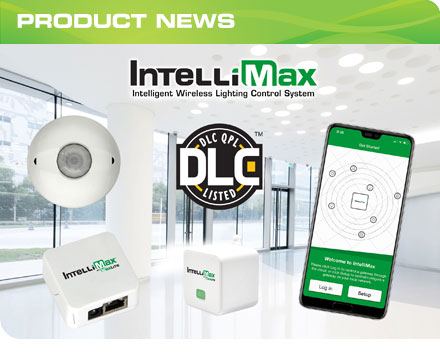 PRODUCT NEWS
INTELLIMAX
Intelligent Wireless Lighting Control System
DLC QPL
DLC
LISTED
TM
Get Started
INTELLIMAX
INTELLIMAX
Welcome to IntelliMax
Log in
Setup